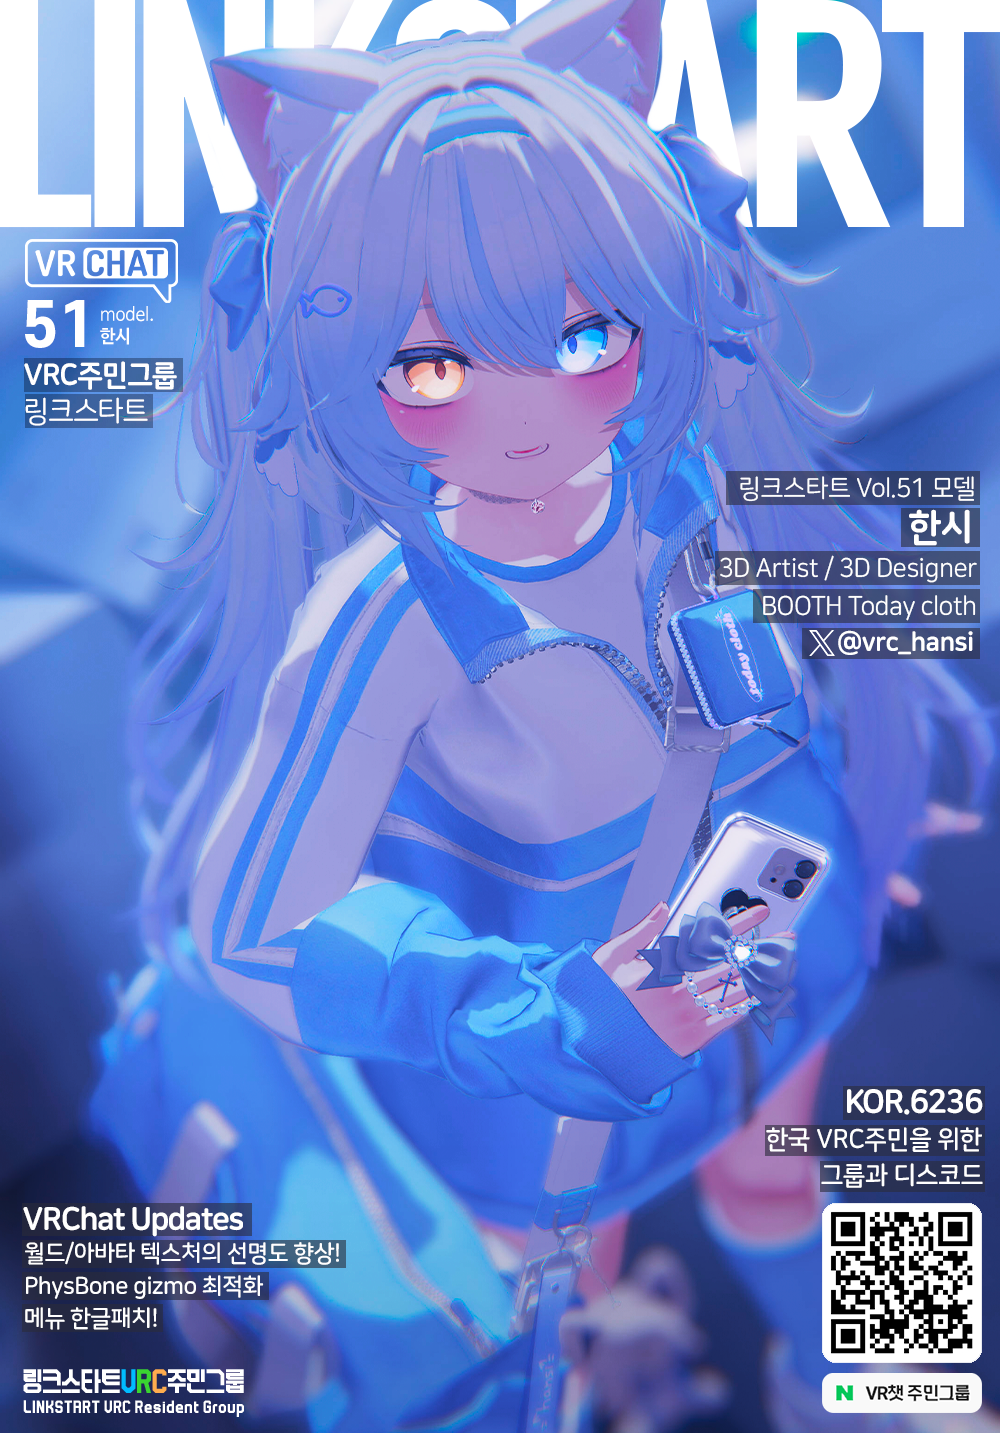 LINKSTART
VR CHAT
51 model.
한시
VRC주민그룹
링크스타트
링크스타트 Vol.51 모델
한시
3D Artist / 3D Designer
BOOTH Today cloth
𝕏@vrc_hansi
Today cloth
KOR.6236
한국 VRC주민을 위한
그룹과 디스코드
VRChat Updates
월드/아바타 텍스처의 선명도 향상!
PhysBone gizmo 최적화
메뉴 한글패치!
링크스타트VRC주민그룹
LINKSTART VRC Resident Group
N VR챗 주민그룹